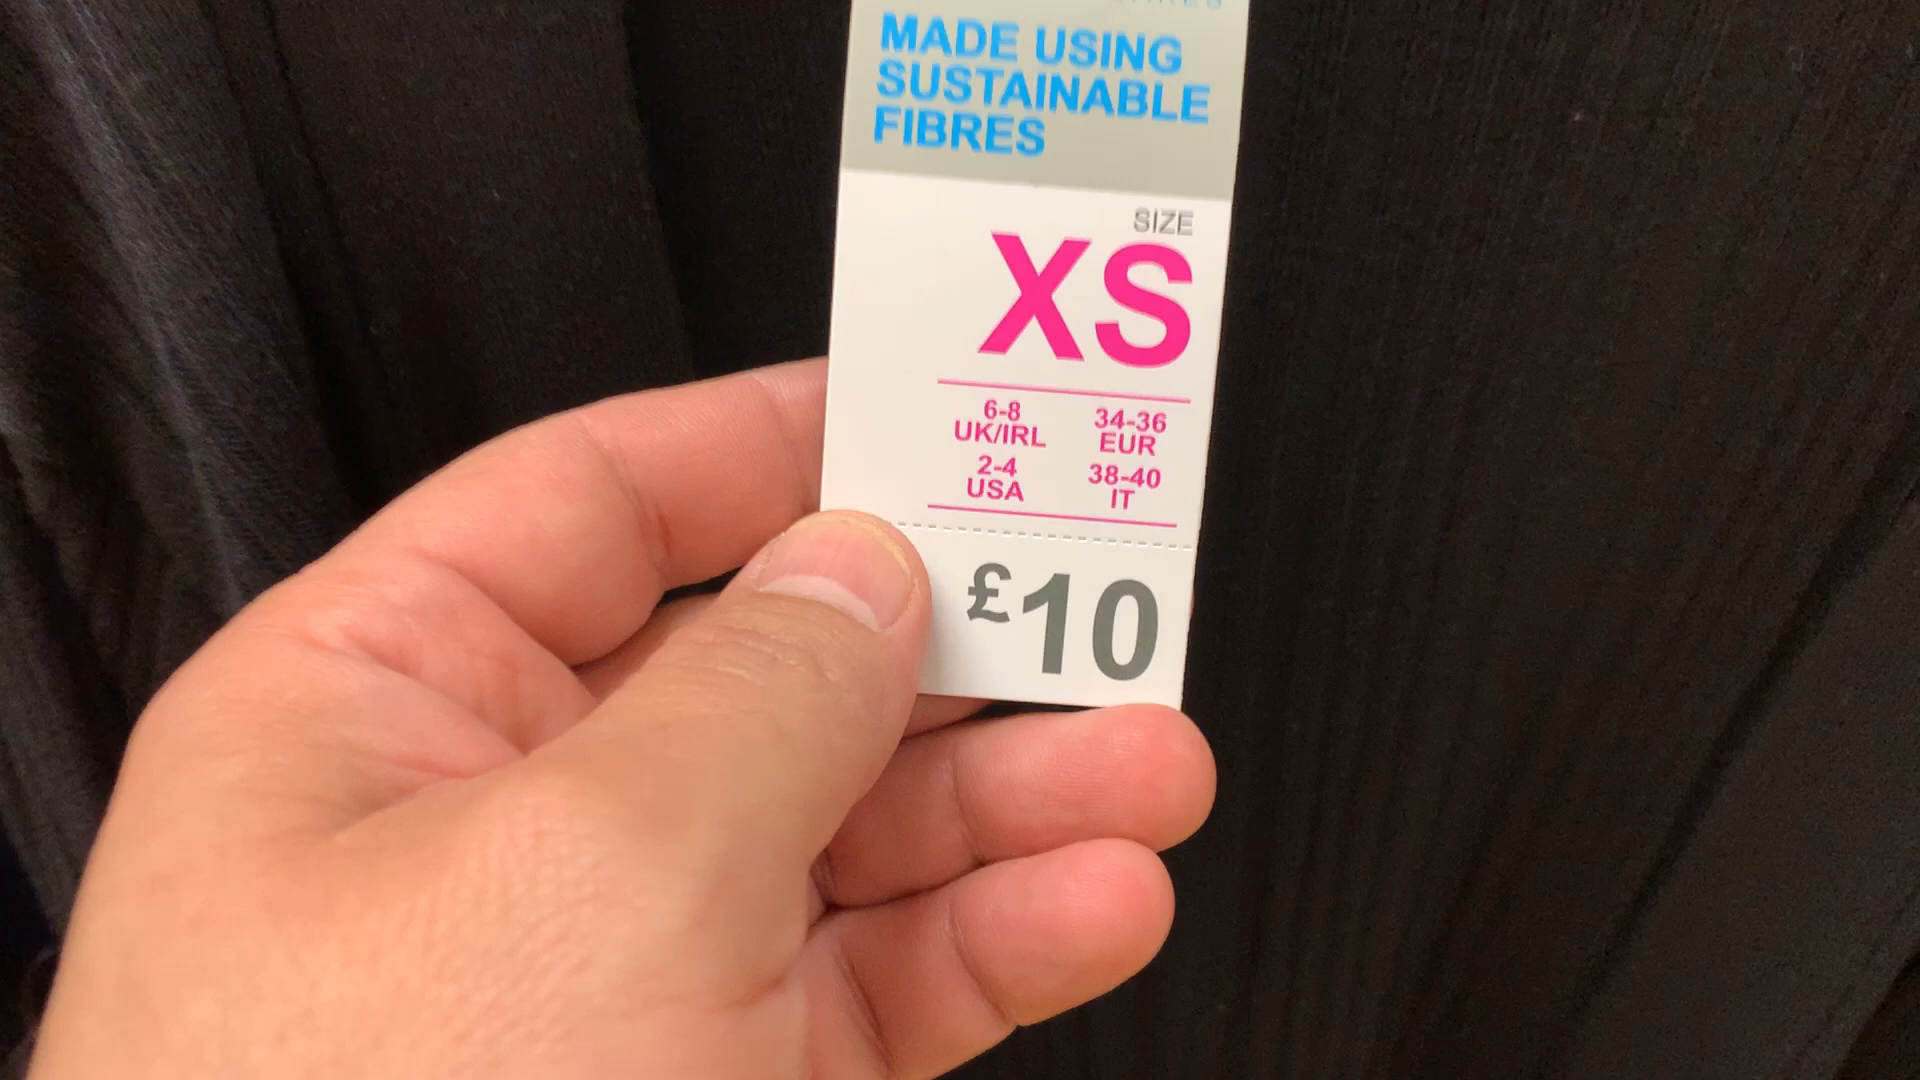 MADE USING
SUSTAINABLE
FIBRES
SIZE
XS
6-8
UK/IRL
34-36
EUR
2-4
USA
38-40
IT
£10